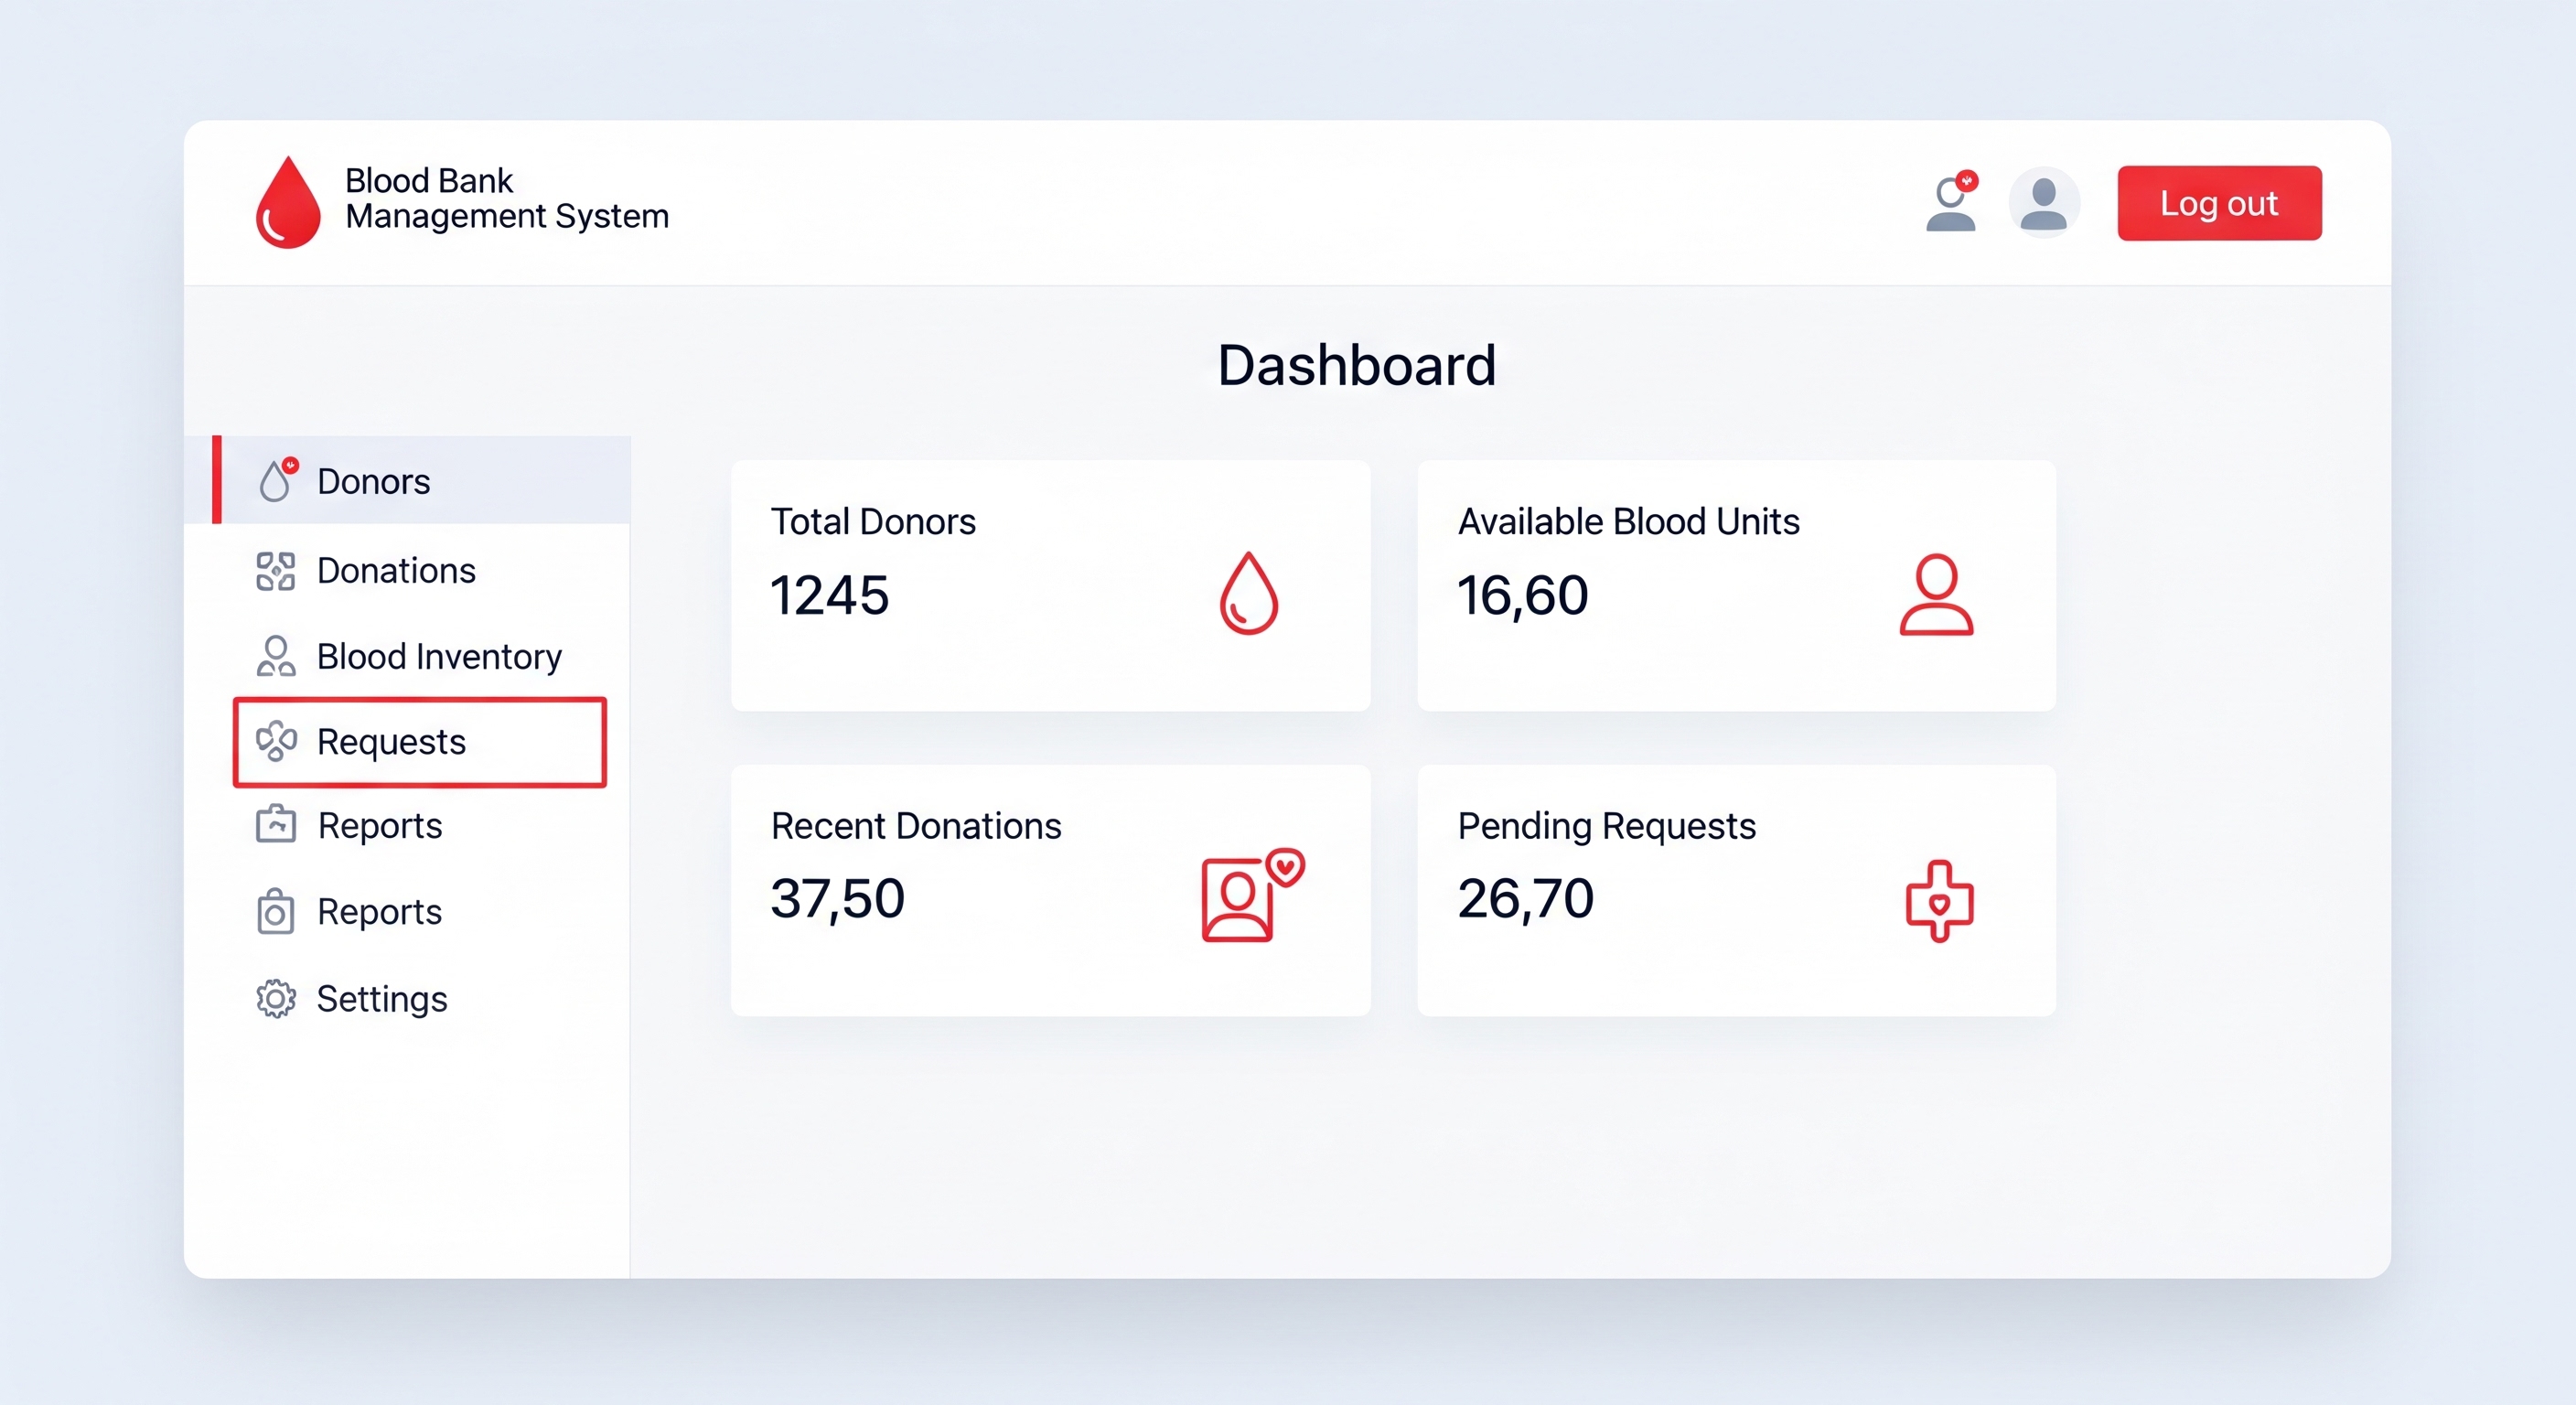 Blood Bank
Management System
Log out
Dashboard
Donors
Donations
Blood Inventory
Requests
Reports
Reports
Settings
Total Donors
1245
Available Blood Units
16,60
Recent Donations
37,50
Pending Requests
26,70